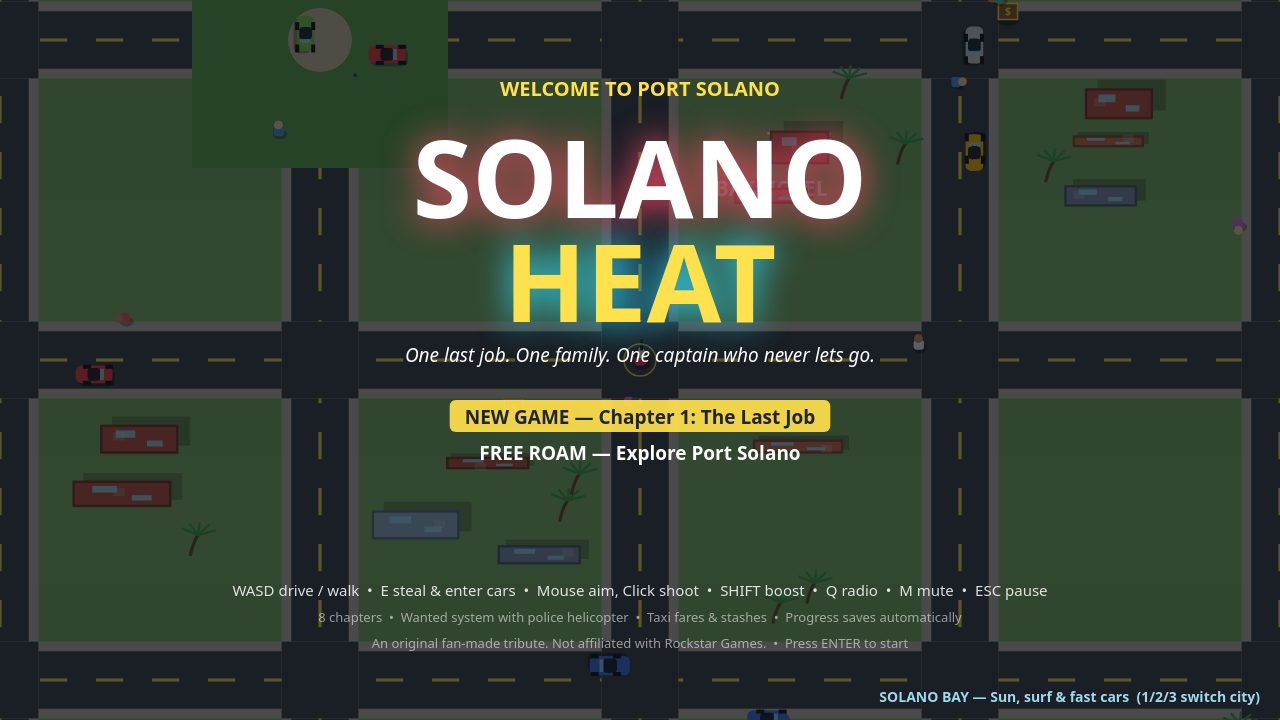 $
WELCOME TO PORT SOLANO
SOLANO
HEAT
One last job. One family. One captain who never lets go.
NEW GAME — Chapter 1: The Last Job
FREE ROAM — Explore Port Solano
WASD drive / walk • E steal & enter cars • Mouse aim, Click shoot • SHIFT boost • Q radio • M mute • ESC pause
8 chapters • Wanted system with police helicopter • Taxi fares & stashes • Progress saves automatically
An original fan-made tribute. Not affiliated with Rockstar Games. • Press ENTER to start
SOLANO BAY — Sun, surf & fast cars (1/2/3 switch city)